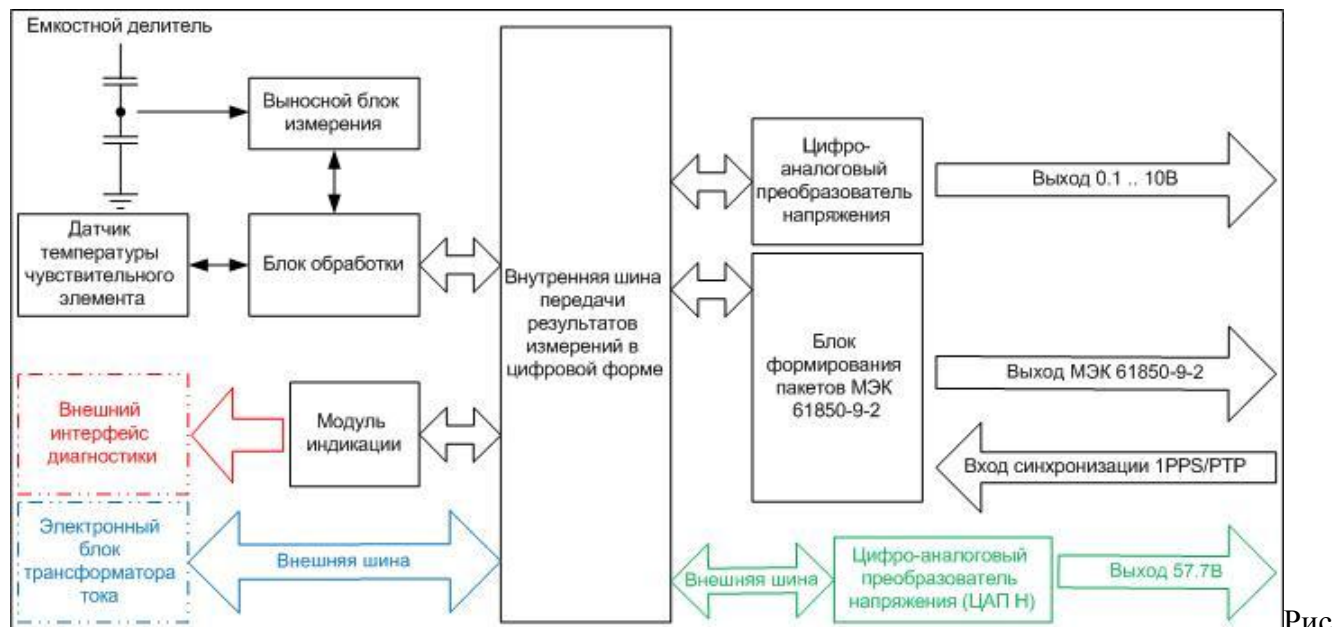 Емкостной делитель
Выносной блок
измерения
Датчик
температуры
чувствительного
элемента
Блок обработки
Внутренняя шина
передачи
результатов
измерений в
цифровой форме
Цифро-
аналоговый
преобразователь
напряжения
Выход 0.1 .. 10В
Блок
формирования
пакетов МЭК
61850-9-2
Выход МЭК 61850-9-2
Вход синхронизации 1PPS/PTP
Внешний
интерфейс
диагностики
Модуль
индикации
Электронный
блок
трансформатора
тока
Внешняя шина
Внешняя шина
Цифро-аналоговый
преобразователь
напряжения (ЦАП Н)
Выход 57.7В
Рис